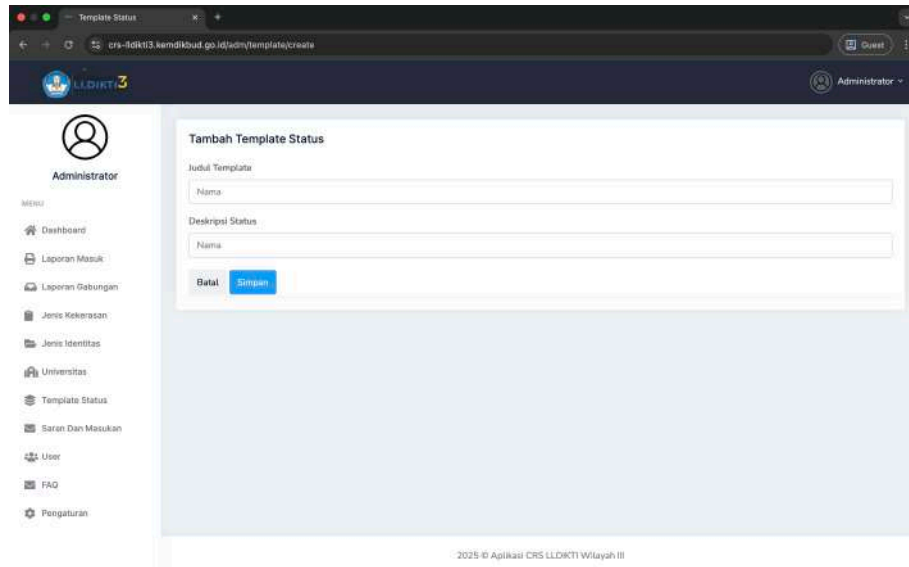 Template Status
crs-lldikti3.kemdikbud.go.id/adm/template/create
Guest
LLDIKTI3
Administrator
Administrator
MENU
Dashboard
Laporan Masuk
Laporan Gabungan
Jenis Kekerasan
Jenis Identitas
Universitas
Template Status
Saran Dan Masukan
User
FAQ
Pengaturan
Tambah Template Status
Judul Template
Nama
Deskripsi Status
Nama
Batal Simpan
2025 © Aplikasi CRS LLDIKTI Wilayah III